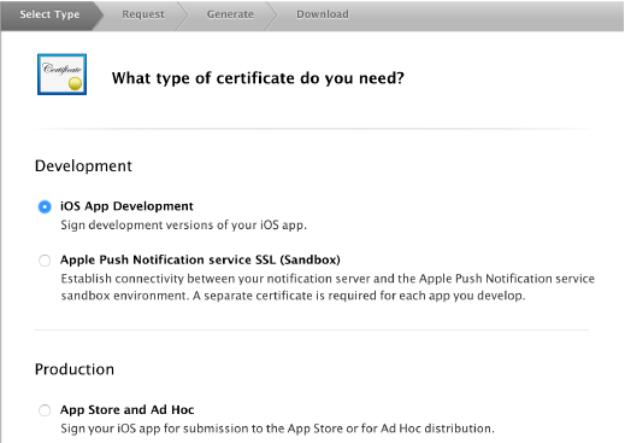 Select Type Request Generate Download
Certificate
What type of certificate do you need?
Development
iOS App Development
Sign development versions of your iOS app.
Apple Push Notification service SSL (Sandbox)
Establish connectivity between your notification server and the Apple Push Notification service
sandbox environment. A separate certificate is required for each app you develop.
Production
App Store and Ad Hoc
Sign your iOS app for submission to the App Store or for Ad Hoc distribution.